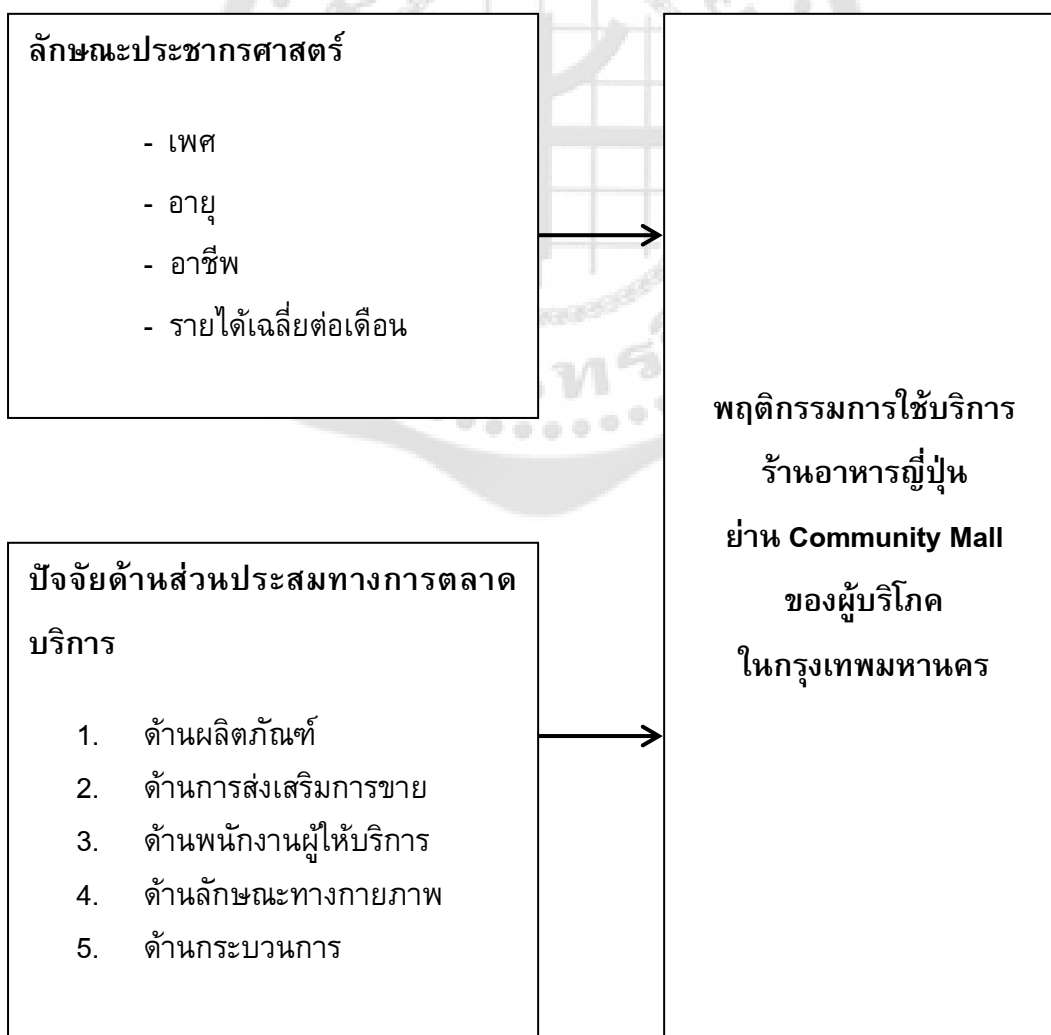 ลักษณะประชากรศาสตร์
- เพศ
- อายุ
- อาชีพ
- รายได้เฉลี่ยต่อเดือน
ปัจจัยด้านส่วนประสมทางการตลาด
บริการ
1. ด้านผลิตภัณฑ์
2. ด้านการส่งเสริมการขาย
3. ด้านพนักงานผู้ให้บริการ
4. ด้านลักษณะทางกายภาพ
5. ด้านกระบวนการ
พฤติกรรมการใช้บริการ
ร้านอาหารญี่ปุ่น
ย่าน Community Mall
ของผู้บริโภค
ในกรุงเทพมหานคร